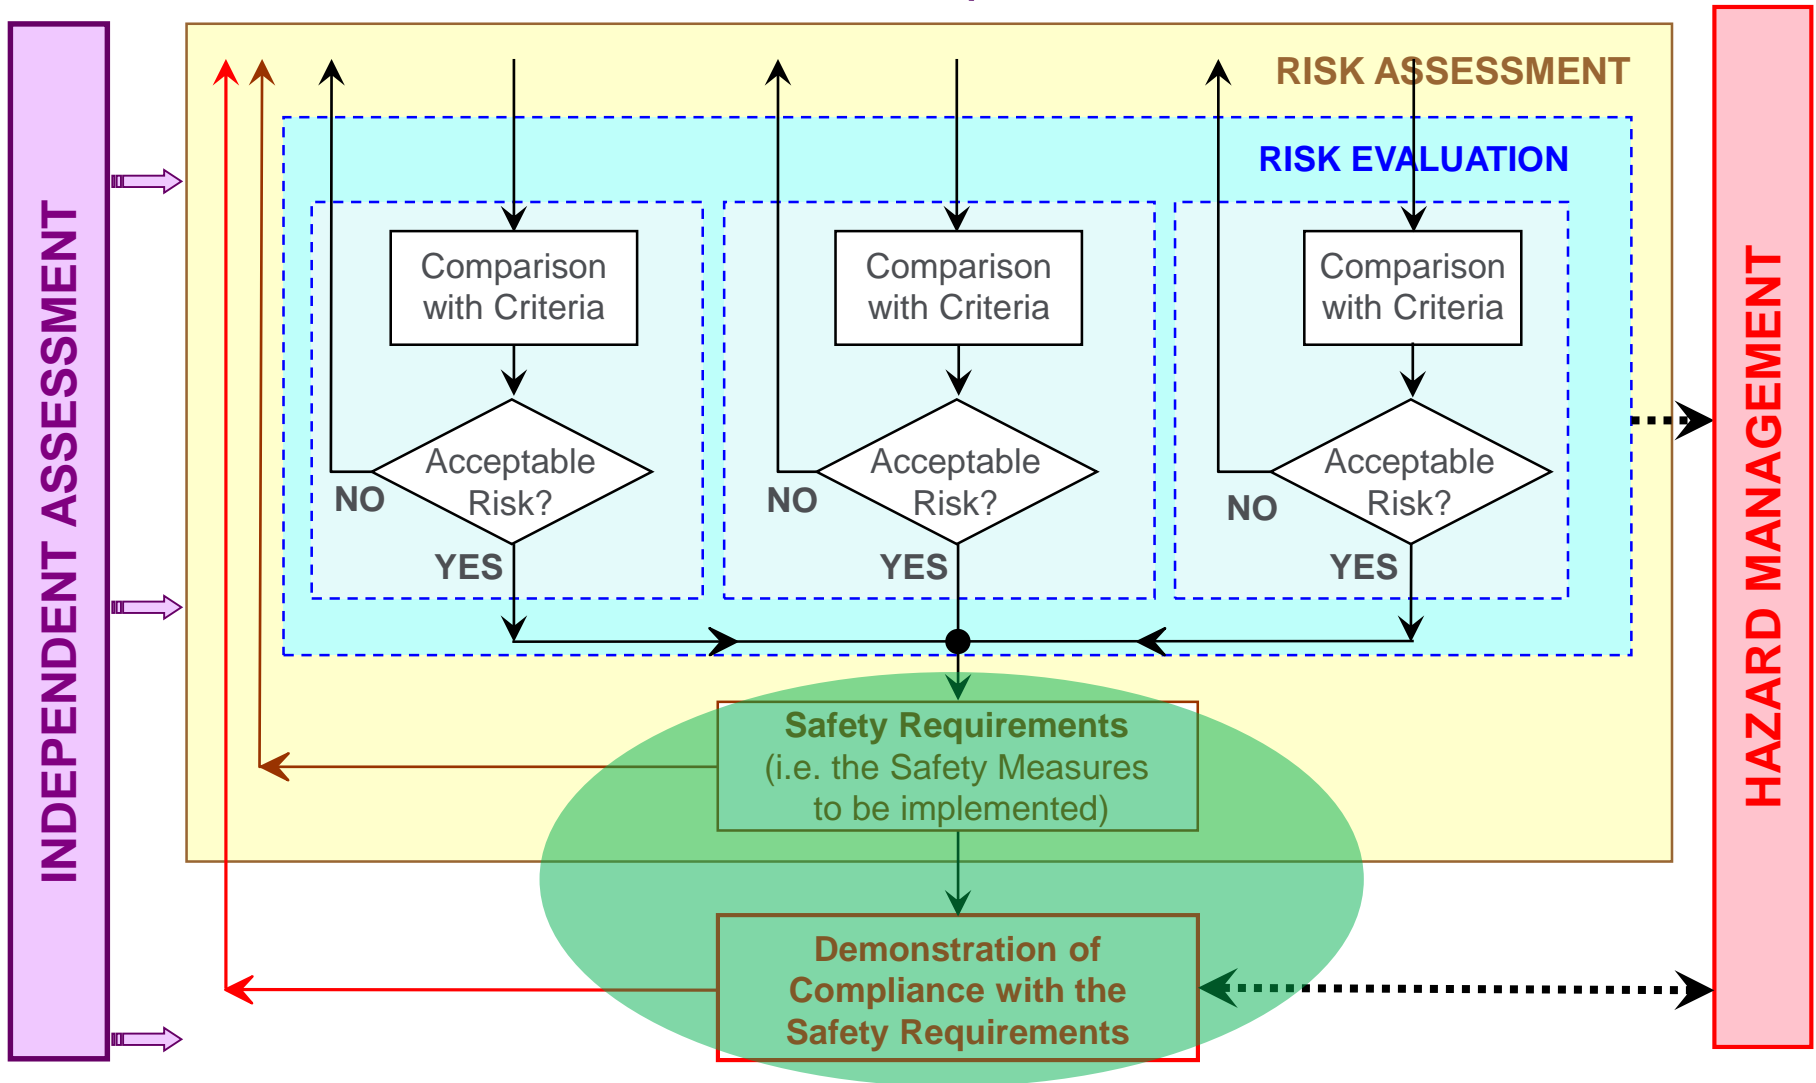 INDEPENDENT ASSESSMENT
RISK ASSESSMENT
RISK EVALUATION
Comparison
with Criteria
Acceptable
Risk?
NO
YES
Comparison
with Criteria
Acceptable
Risk?
NO
YES
Comparison
with Criteria
Acceptable
Risk?
NO
YES
Safety Requirements
(i.e. the Safety Measures
to be implemented)
Demonstration of
Compliance with the
Safety Requirements
HAZARD MANAGEMENT